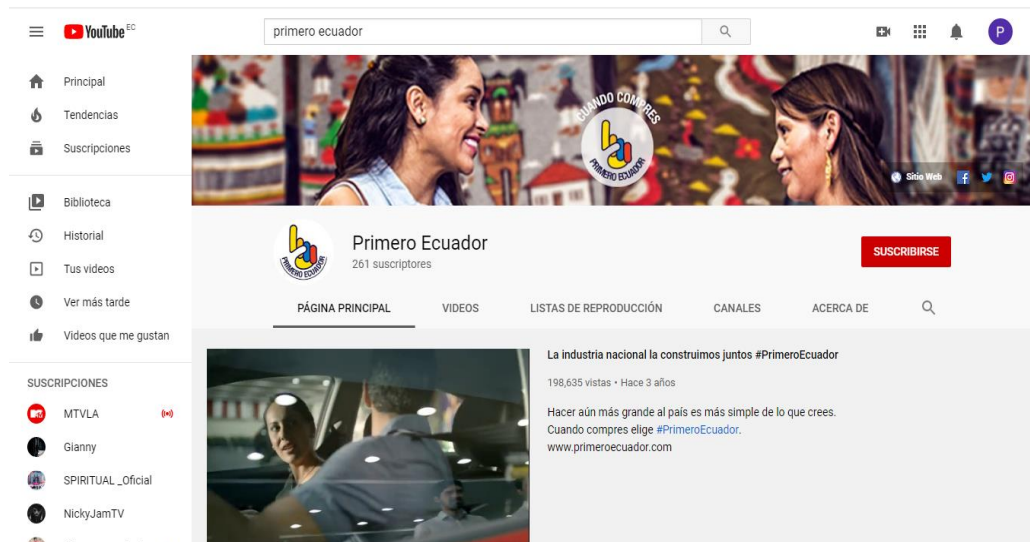 YouTube EC
primero ecuador
P
Principal
Tendencias
Suscripciones
Biblioteca
Historial
Tus videos
Ver más tarde
Videos que me gustan
SUSCRIPCIONES
MTVLA
Gianny
SPIRITUAL _Oficial
NickyJamTV
CUANDO COMPRES
PRIMERO ECUADOR
Sitio Web
PRIMERO ECUADOR
Primero Ecuador
261 suscriptores
SUSCRIBIRSE
PÁGINA PRINCIPAL VIDEOS LISTAS DE REPRODUCCIÓN CANALES ACERCA DE
La industria nacional la construimos juntos #PrimeroEcuador
198,635 vistas • Hace 3 años
Hacer aún más grande al país es más simple de lo que crees.
Cuando compres elige #PrimeroEcuador.
www.primeroecuador.com